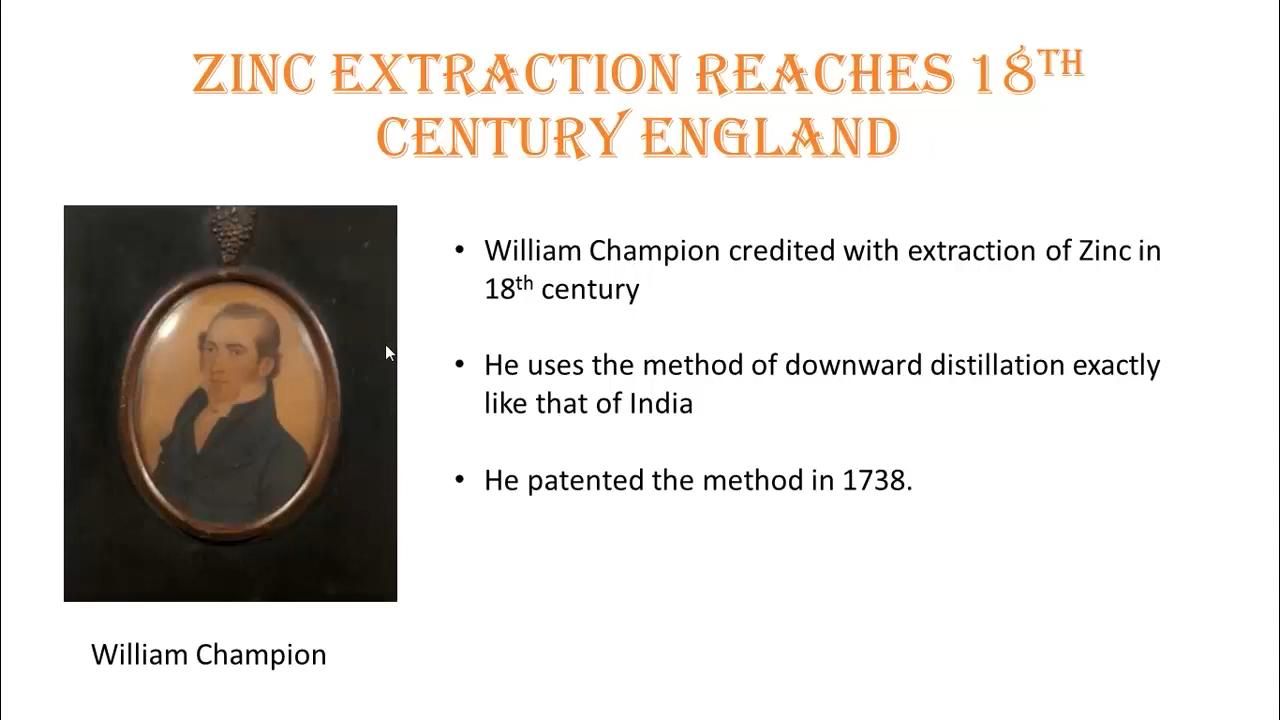 ZINC EXTRACTION REACHES 18TH
CENTURY ENGLAND
• William Champion credited with extraction of Zinc in
18th century
• He uses the method of downward distillation exactly
like that of India
• He patented the method in 1738.
William Champion